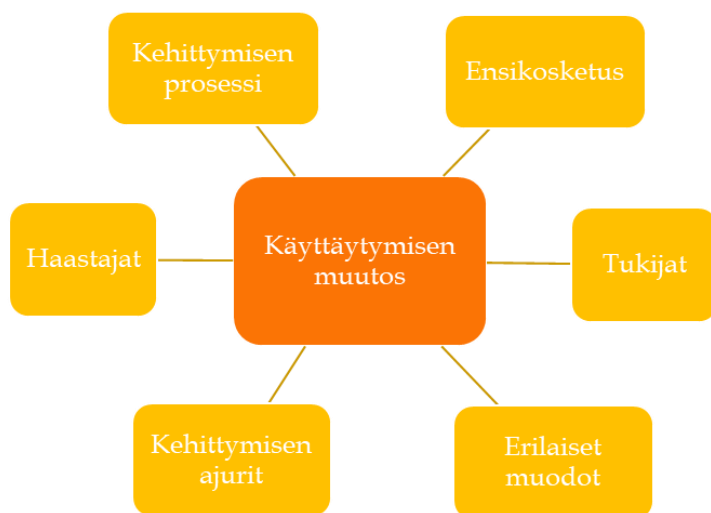 Kehittymisen
prosessi
Ensikosketus
Haastajat
Käyttäytymisen
muutos
Tukijat
Kehittymisen
ajurit
Erilaiset
muodot